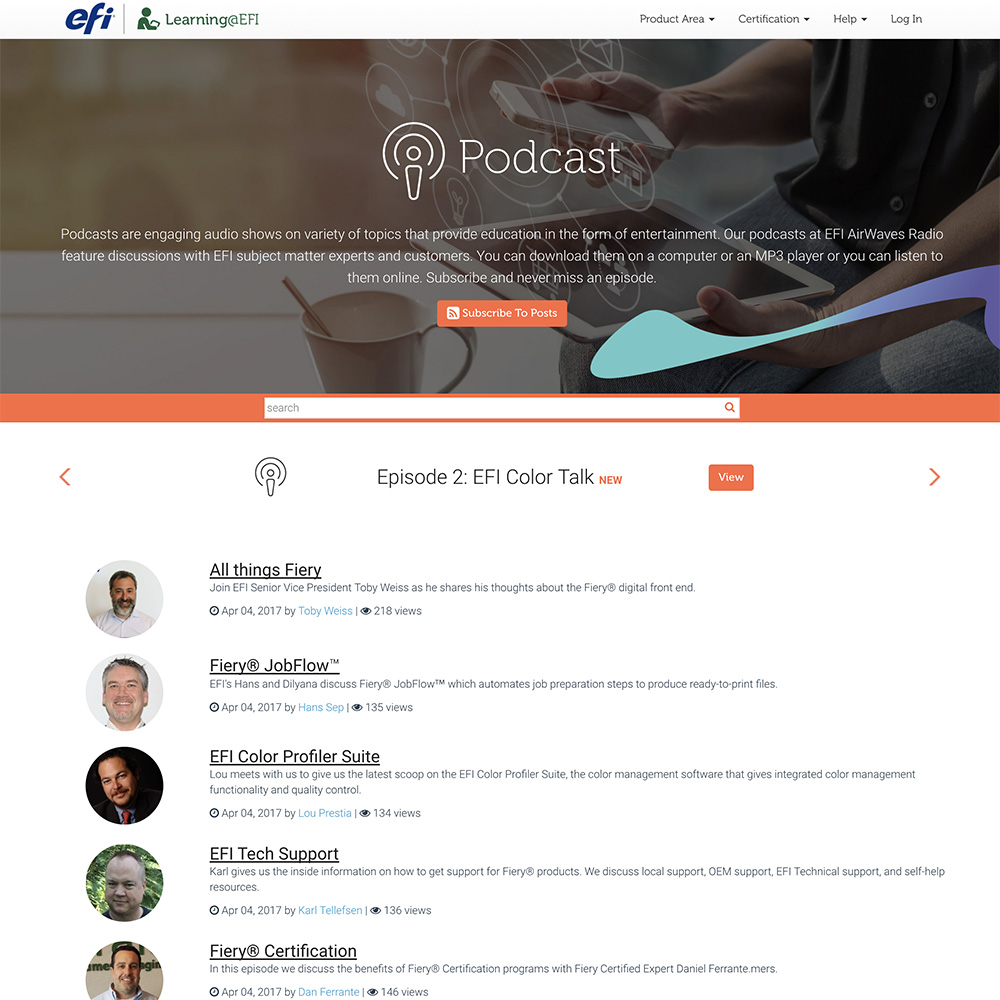 efi Learning@EFI Product Area Certification Help Log In
Podcast
Podcasts are engaging audio shows on variety of topics that provide education in the form of entertainment. Our podcasts at EFI AirWaves Radio
feature discussions with EFI subject matter experts and customers. You can download them on a computer or an MP3 player or you can listen to
them online. Subscribe and never miss an episode.
Subscribe To Posts
search
Episode 2: EFI Color Talk NEW View
All things Fiery
Join EFI Senior Vice President Toby Weiss as he shares his thoughts about the Fiery® digital front end.
Apr 04, 2017 by Toby Weiss | 218 views
Fiery® JobFlow™
EFI's Hans and Dilyana discuss Fiery® JobFlow™ which automates job preparation steps to produce ready-to-print files.
Apr 04, 2017 by Hans Sep | 135 views
EFI Color Profiler Suite
Lou meets with us to give us the latest scoop on the EFI Color Profiler Suite, the color management software that gives integrated color management
functionality and quality control.
Apr 04, 2017 by Lou Prestia | 134 views
EFI Tech Support
Karl gives us the inside information on how to get support for Fiery® products. We discuss local support, OEM support, EFI Technical support, and self-help
resources.
Apr 04, 2017 by Karl Tellefsen | 136 views
Fiery® Certification
In this episode we discuss the benefits of Fiery® Certification programs with Fiery Certified Expert Daniel Ferrante.mers.
Apr 04, 2017 by Dan Ferrante | 146 views